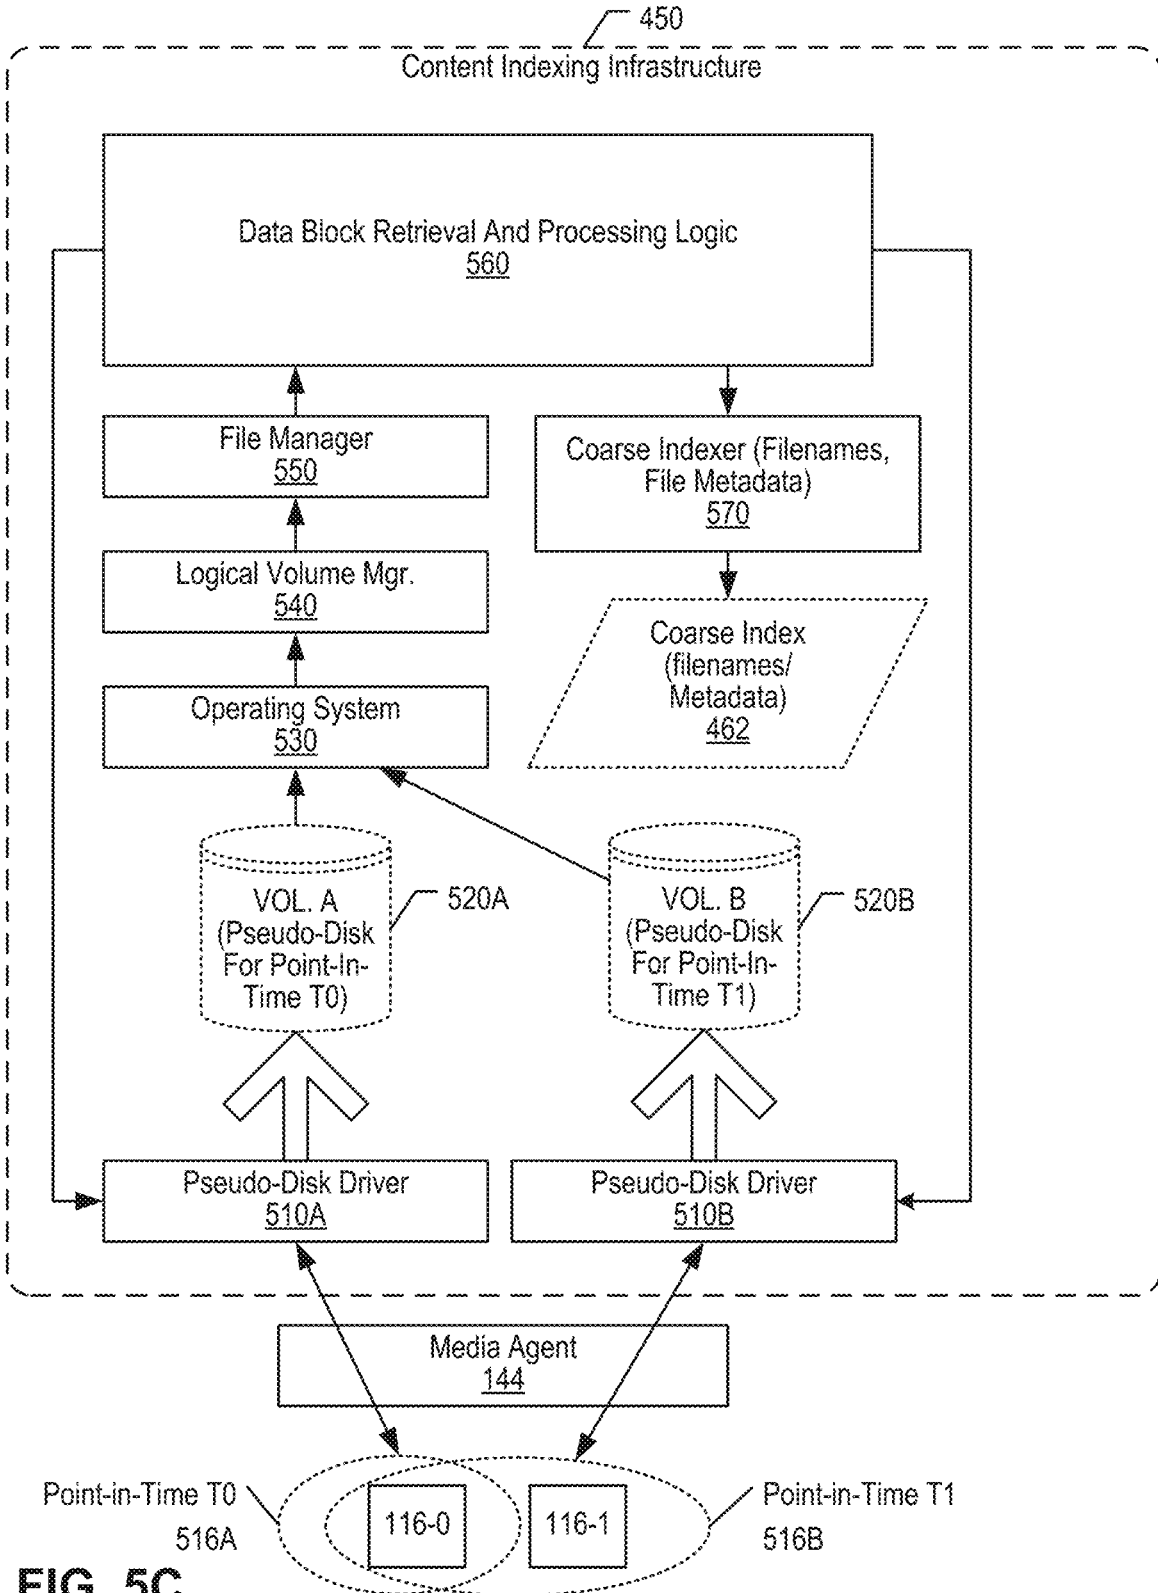 450
Content Indexing Infrastructure
Data Block Retrieval And Processing Logic
560
File Manager
550
Coarse Indexer (Filenames,
File Metadata)
570
Logical Volume Mgr.
540
Operating System
530
Coarse Index
(filenames/
Metadata)
462
VOL. A
(Pseudo-Disk
For Point-In-
Time T0)
520A
VOL. B
(Pseudo-Disk
For Point-In-
Time T1)
520B
Pseudo-Disk Driver
510A
Pseudo-Disk Driver
510B
Media Agent
144
Point-in-Time T0
516A
116-0
116-1
Point-in-Time T1
516B
FIG. 5C